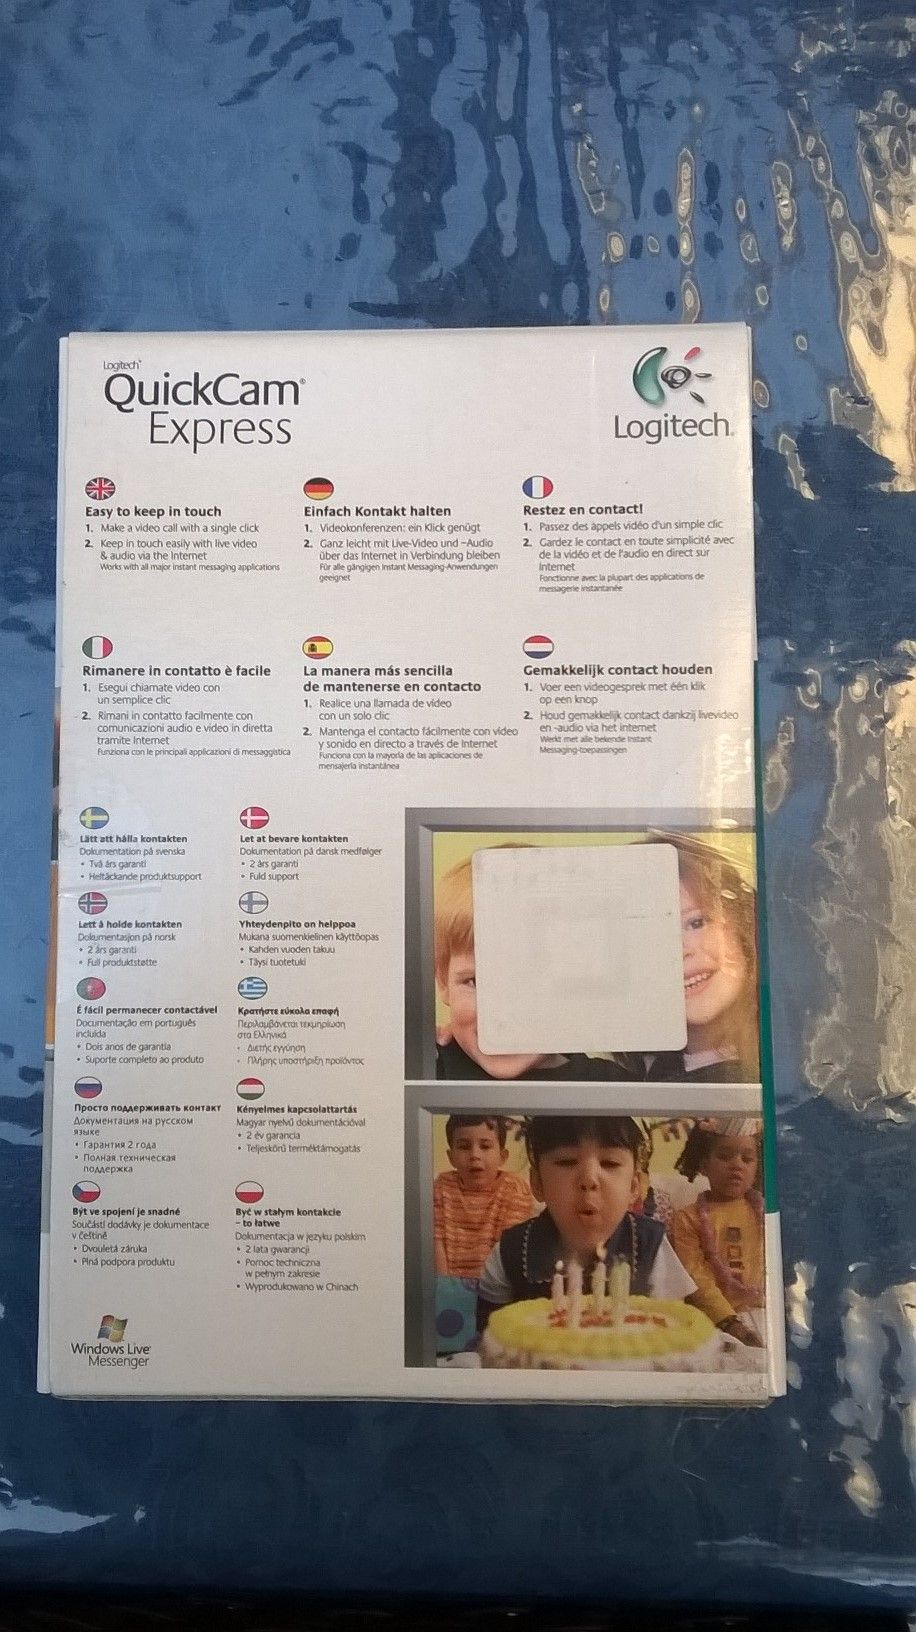 Logitech
QuickCam®
Express
Logitech
Easy to keep in touch
1. Make a video call with a single click
2. Keep in touch easily with live video
& audio via the Internet
Works with all major instant messaging applications
Einfach Kontakt halten
1. Videokonferenzen: ein Klick genügt
2. Ganz leicht mit Live-Video und -Audio
über das Internet in Verbindung bleiben
Für alle gängigen Instant Messaging-Anwendungen
geeignet
Restez en contact!
1. Passez des appels vidéo d'un simple clic
2. Gardez le contact en toute simplicité avec
de la vidéo et de l'audio en direct sur
Internet
Fonctionne avec la plupart des applications de
messagerie instantanée
Rimanere in contatto è facile
1. Esegui chiamate video con
un semplice clic
2. Rimani in contatto facilmente con
comunicazioni audio e video in diretta
tramite Internet
Funziona con le principali applicazioni di messaggistica
La manera más sencilla
de mantenerse en contacto
1. Realice una llamada de vídeo
con un solo clic
2. Mantenga el contacto fácilmente con vídeo
y sonido en directo a través de Internet
Funciona con la mayoría de las aplicaciones de
mensajería instantánea
Gemakkelijk contact houden
1. Voer een videogesprek met één klik
op een knop
2. Houd gemakkelijk contact dankzij livevideo
en -audio via het internet
Werkt met alle bekende Instant
Messaging-toepassingen
Lätt att hålla kontakten
Dokumentation på svenska
• Två års garanti
• Heltäckande produktsupport
Let at bevare kontakten
Dokumentation på dansk medfølger
• 2 års garanti
• Fuld support
Lett å holde kontakten
Dokumentasjon på norsk
• 2 års garanti
• Full produktstøtte
Yhteydenpito on helppoa
Mukana suomenkielinen käyttöopas
• Kahden vuoden takuu
• Täysi tuotetuki
É fácil permanecer contactável
Documentação em português
incluída
• Dois anos de garantia
• Suporte completo ao produto
Κρατήστε εύκολα επαφή
Περιλαμβάνεται τεκμηρίωση
στα Ελληνικά
• Διετής εγγύηση
• Πλήρης υποστήριξη προϊόντος
Просто поддерживать контакт
Документация на русском
языке
• Гарантия 2 года
• Полная техническая
поддержка
Kényelmes kapcsolattartás
Magyar nyelvű dokumentációval
• 2 év garancia
• Teljeskörű terméktámogatás
Být ve spojení je snadné
Součástí dodávky je dokumentace
v češtině
• Dvouletá záruka
• Plná podpora produktu
Być w stałym kontakcie
– to łatwe
Dokumentacja w języku polskim
• 2 lata gwarancji
• Pomoc techniczna
w pełnym zakresie
• Wyprodukowano w Chinach
Windows Live
Messenger